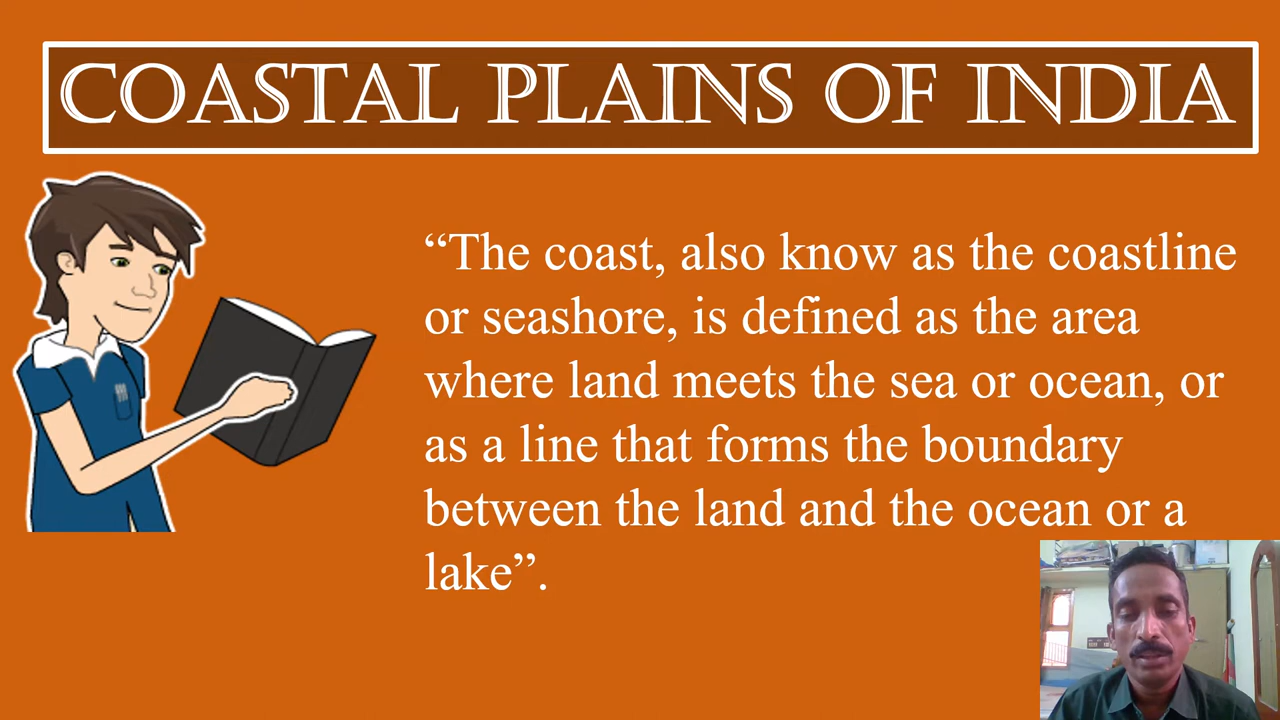 COASTAL PLAINS OF INDIA
“The coast, also know as the coastline
or seashore, is defined as the area
where land meets the sea or ocean, or
as a line that forms the boundary
between the land and the ocean or a
lake”.